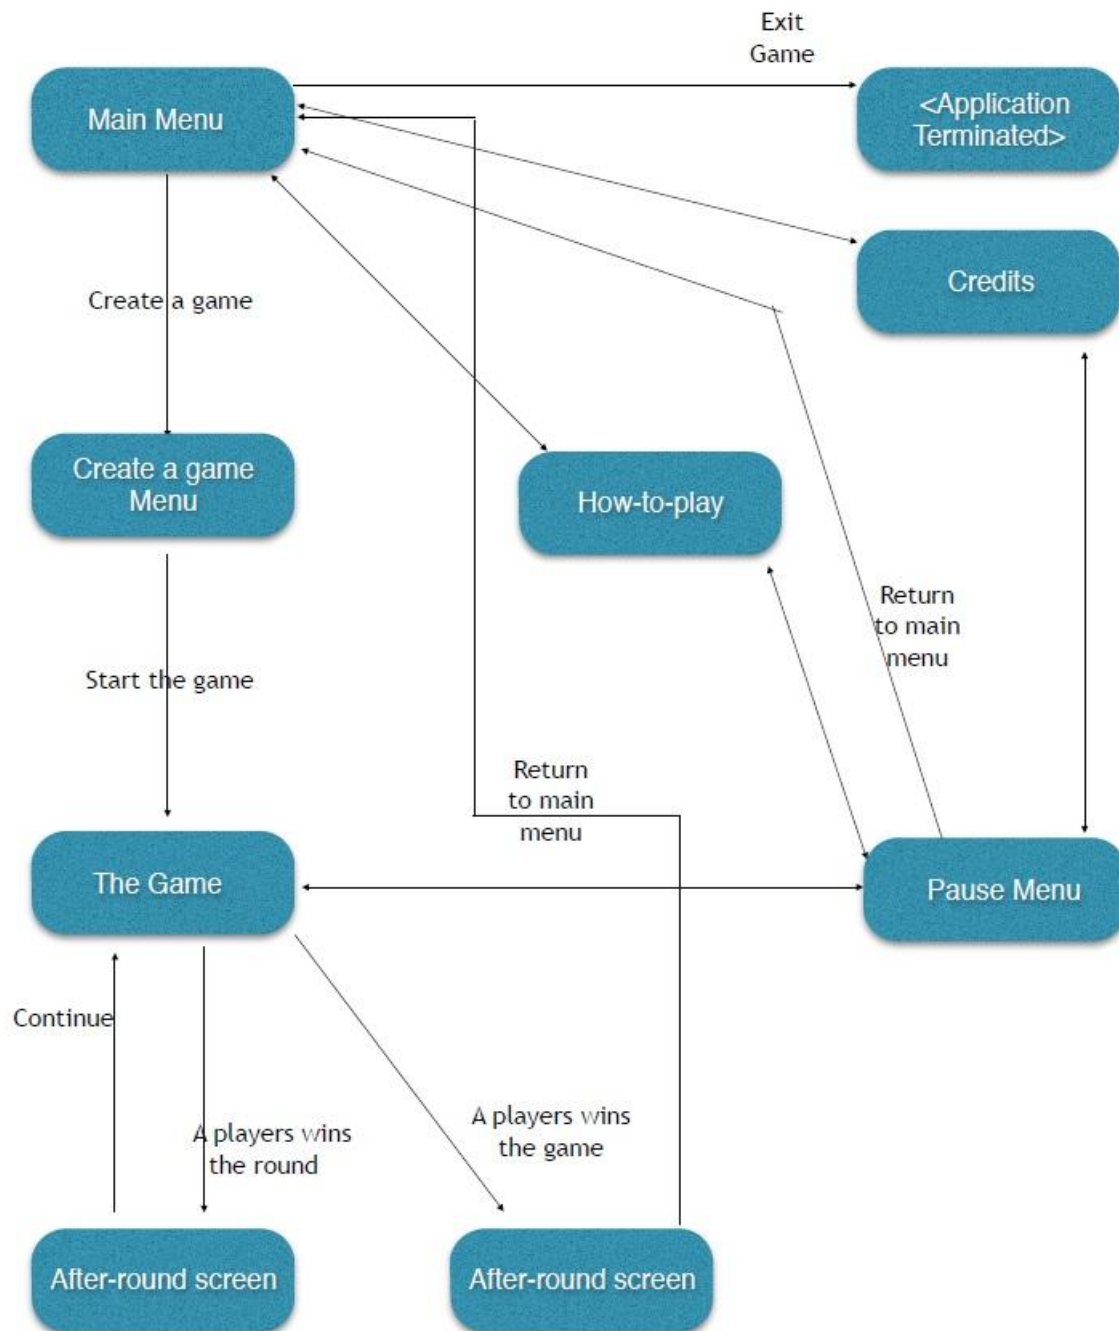 Exit
Game
Main Menu
<Application
Terminated>
Credits
Create a game
Create a game
Menu
How-to-play
Return
to main
menu
Start the game
Return
to main
menu
The Game
Pause Menu
Continue
A players wins
the round
A players wins
the game
After-round screen
After-round screen